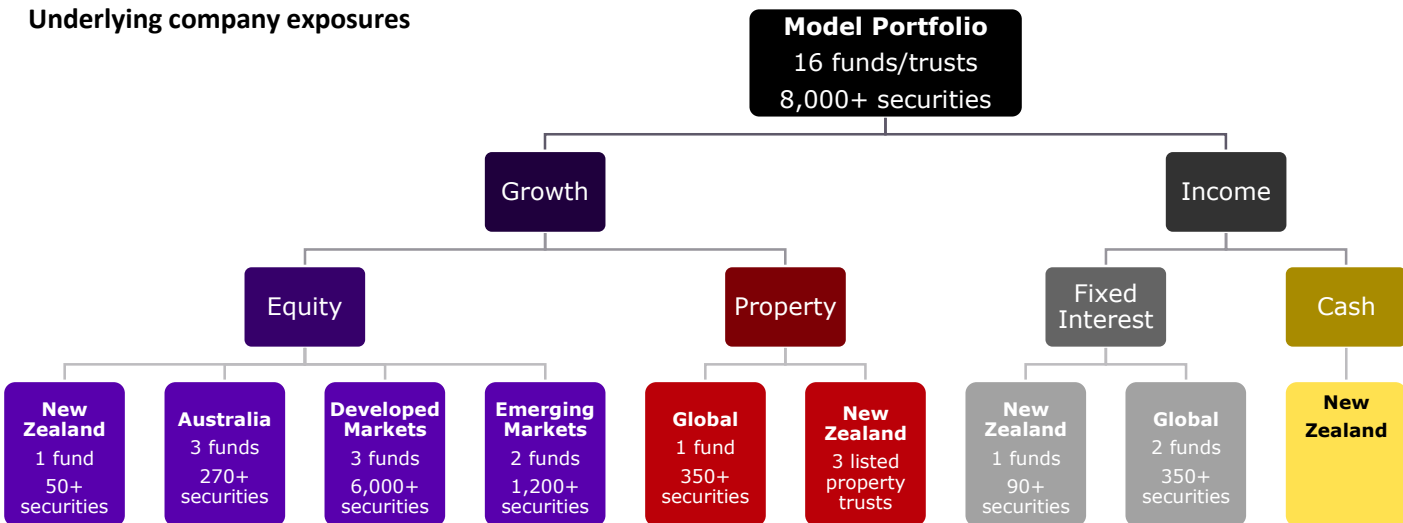 Underlying company exposures
Model Portfolio
16 funds/trusts
8,000+ securities
Growth
Income
Equity
Property
Fixed
Interest
Cash
New
Zealand
1 fund
50+
securities
Australia
3 funds
270+
securities
Developed
Markets
3 funds
6,000+
securities
Emerging
Markets
2 funds
1,200+
securities
Global
1 fund
350+
securities
New
Zealand
3 listed
property
trusts
New
Zealand
1 funds
90+
securities
Global
2 funds
350+
securities
New
Zealand